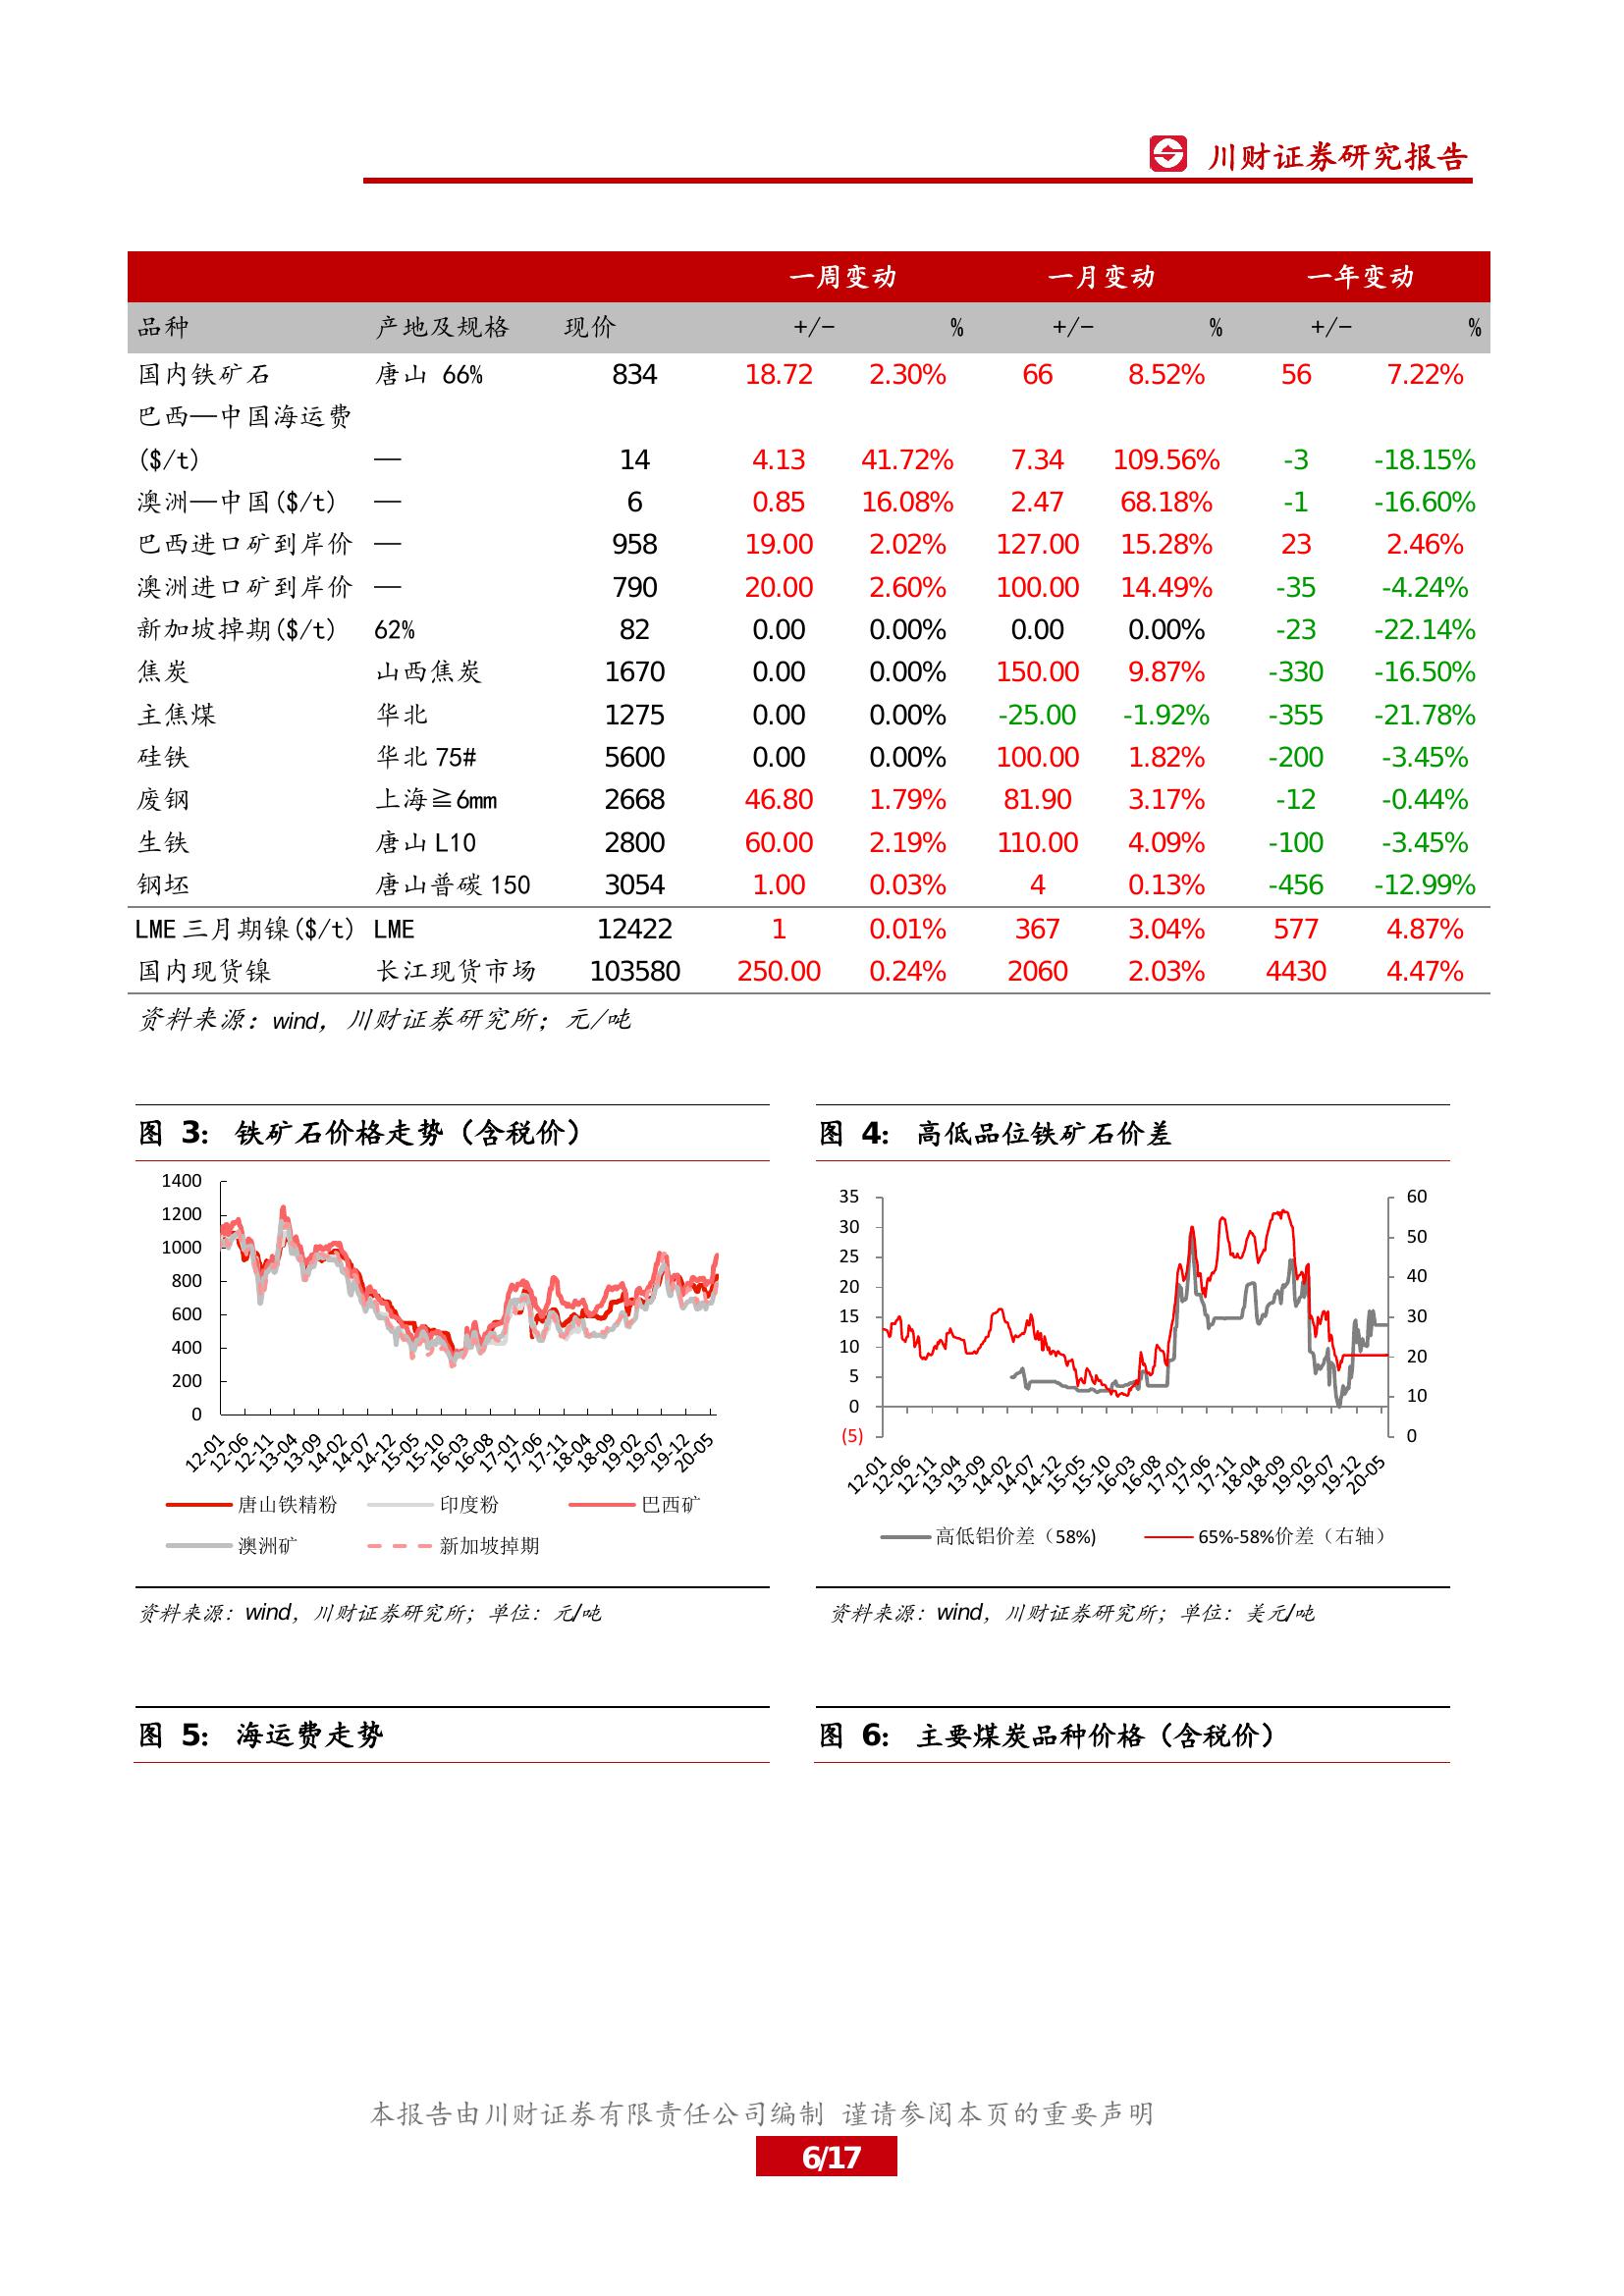 川财证券研究报告
一周变动 一月变动 一年变动
品种 产地及规格 现价 +/− % +/− % +/− %
国内铁矿石 唐山 66% 834 18.72 2.30% 66 8.52% 56 7.22%
巴西—中国海运费
($/t) — 14 4.13 41.72% 7.34 109.56% -3 -18.15%
澳洲—中国($/t) — 6 0.85 16.08% 2.47 68.18% -1 -16.60%
巴西进口矿到岸价 — 958 19.00 2.02% 127.00 15.28% 23 2.46%
澳洲进口矿到岸价 — 790 20.00 2.60% 100.00 14.49% -35 -4.24%
新加坡掉期($/t) 62% 82 0.00 0.00% 0.00 0.00% -23 -22.14%
焦炭 山西焦炭 1670 0.00 0.00% 150.00 9.87% -330 -16.50%
主焦煤 华北 1275 0.00 0.00% -25.00 -1.92% -355 -21.78%
硅铁 华北 75# 5600 0.00 0.00% 100.00 1.82% -200 -3.45%
废钢 上海≧6mm 2668 46.80 1.79% 81.90 3.17% -12 -0.44%
生铁 唐山 L10 2800 60.00 2.19% 110.00 4.09% -100 -3.45%
钢坯 唐山普碳 150 3054 1.00 0.03% 4 0.13% -456 -12.99%
LME 三月期镍($/t) LME 12422 1 0.01% 367 3.04% 577 4.87%
国内现货镍 长江现货市场 103580 250.00 0.24% 2060 2.03% 4430 4.47%
资料来源：wind，川财证券研究所；元/吨
图 3： 铁矿石价格走势（含税价）
1400
1200
1000
800
600
400
200
0
12-01 12-06 12-11 13-04 13-09 14-02 14-07 14-12 15-05 15-10 16-03 16-08 17-01 17-06 17-11 18-04 18-09 19-02 19-07 19-12 20-05
唐山铁精粉 印度粉 巴西矿
澳洲矿 新加坡掉期
资料来源：wind，川财证券研究所；单位：元/吨
图 4： 高低品位铁矿石价差
35
30
25
20
15
10
5
0
(5)
60
50
40
30
20
10
0
12-01 12-06 12-11 13-04 13-09 14-02 14-07 14-12 15-05 15-10 16-03 16-08 17-01 17-06 17-11 18-04 18-09 19-02 19-07 19-12 20-05
高低铝价差（58%) 65%-58%价差（右轴）
资料来源：wind，川财证券研究所；单位：美元/吨
图 5： 海运费走势
图 6： 主要煤炭品种价格（含税价）
本报告由川财证券有限责任公司编制 谨请参阅本页的重要声明
6/17